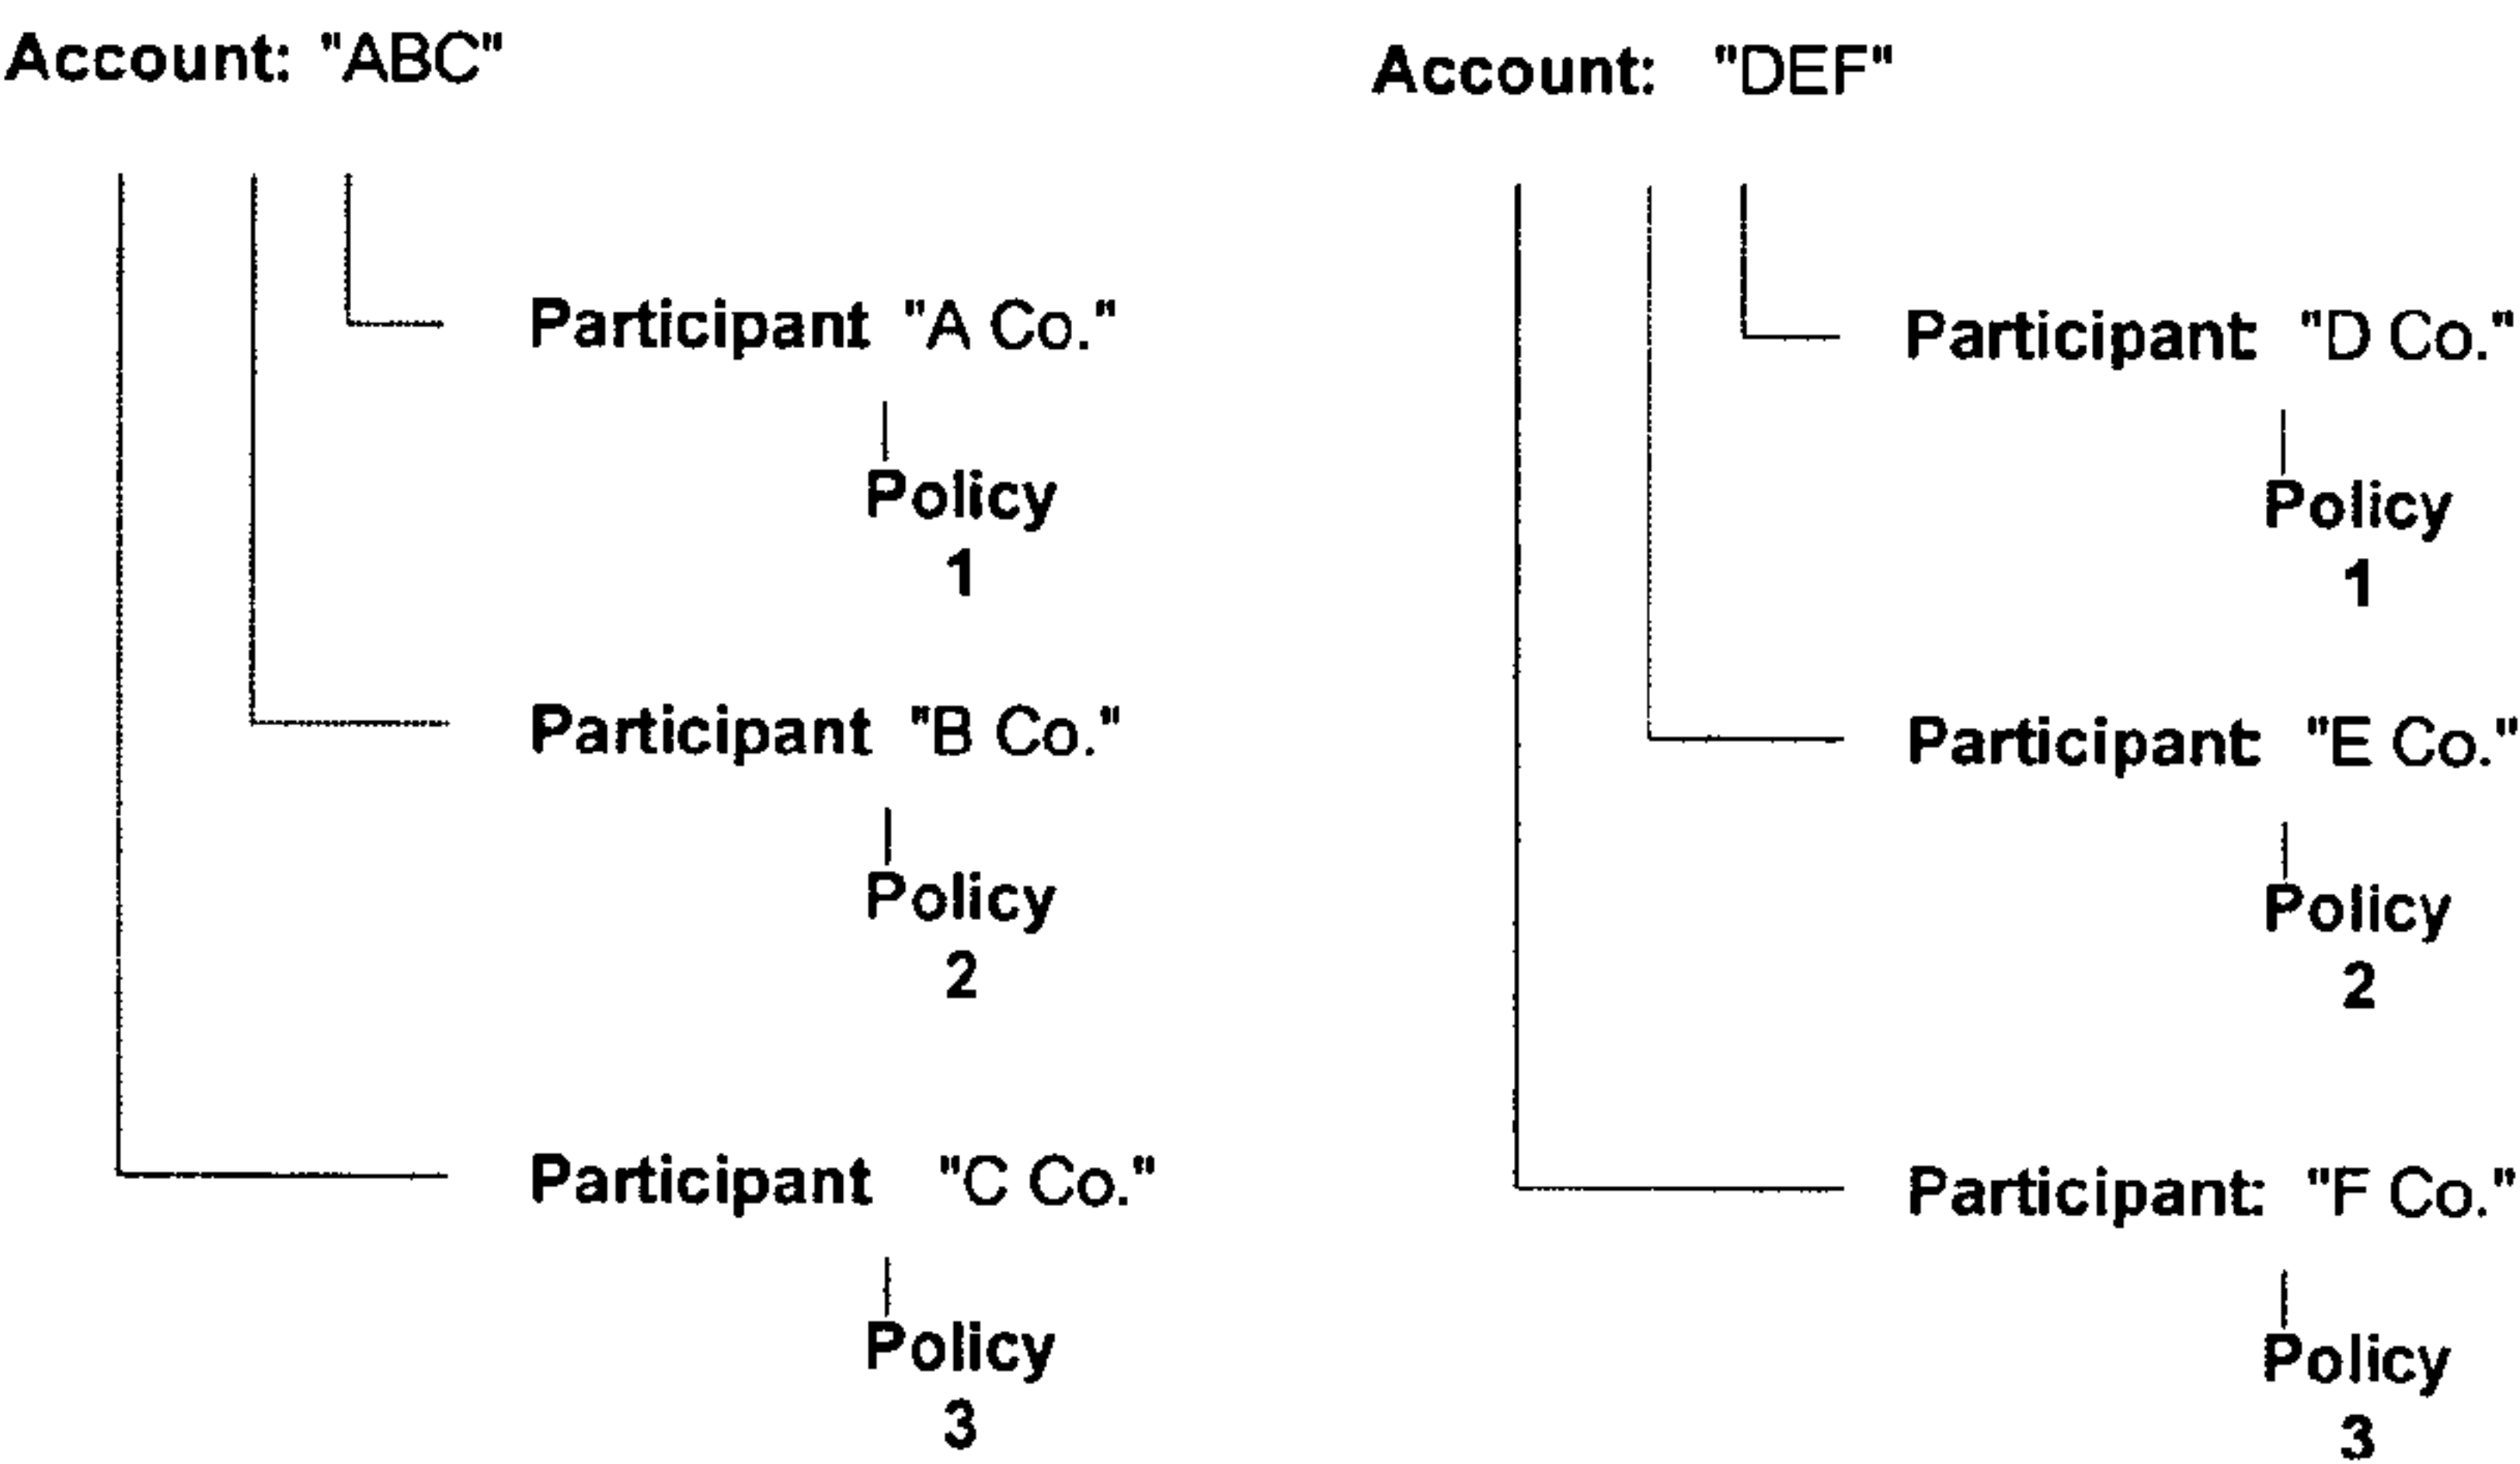 Account: "ABC"
Participant "A Co."
Policy
1
Participant "B Co."
Policy
2
Participant "C Co."
Policy
3
Account: "DEF"
Participant "D Co."
Policy
1
Participant "E Co."
Policy
2
Participant: "F Co."
Policy
3